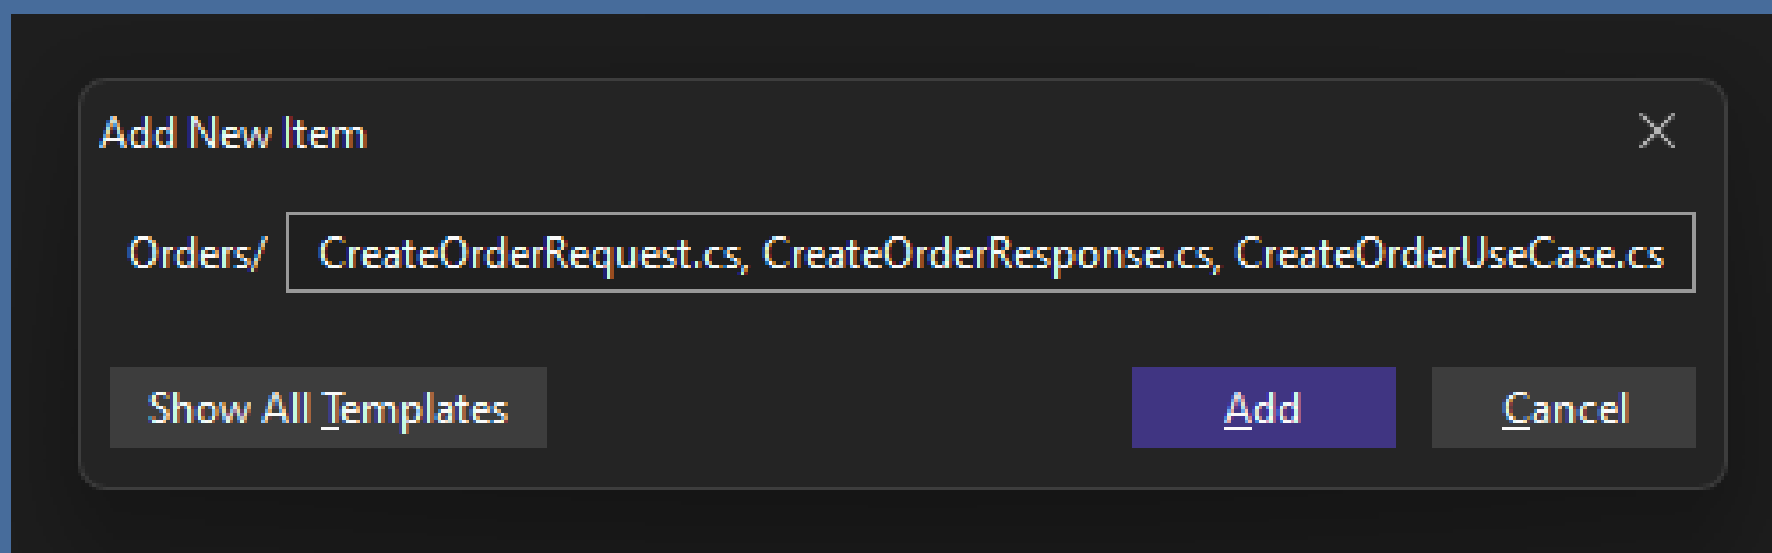 Add New Item
Orders/ CreateOrderRequest.cs, CreateOrderResponse.cs, CreateOrderUseCase.cs
Show All Templates Add Cancel